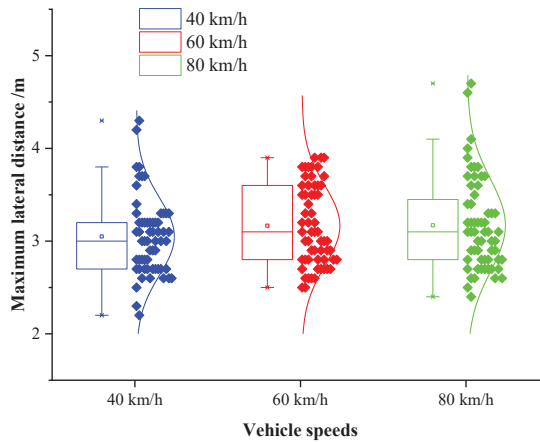 40 km/h
60 km/h
80 km/h
5
4
3
2
Maximum lateral distance /m
40 km/h 60 km/h 80 km/h
Vehicle speeds